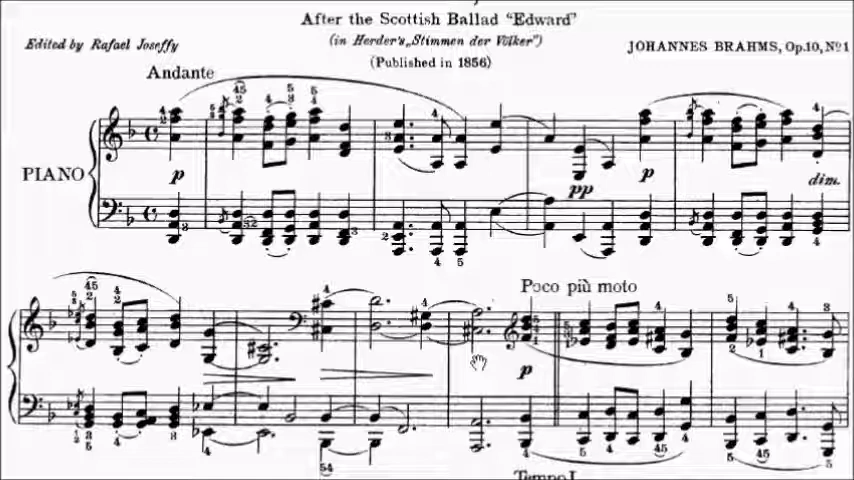 After the Scottish Ballad "Edward"
Edited by Rafael Joseffy
(in Herder's „Stimmen der Völker")
JOHANNES BRAHMS, Op.10, Nº1
(Published in 1856)
Andante
PIANO
p
pp
p
dim.
Poco più moto
p
Tempo I